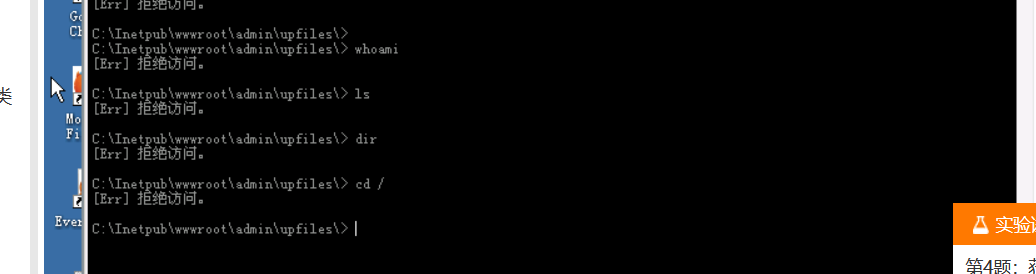 [Err] 拒绝访问。
C:\Inetpub\wwwroot\admin\upfiles\>
C:\Inetpub\wwwroot\admin\upfiles\> whoami
[Err] 拒绝访问。
C:\Inetpub\wwwroot\admin\upfiles\> ls
[Err] 拒绝访问。
C:\Inetpub\wwwroot\admin\upfiles\> dir
[Err] 拒绝访问。
C:\Inetpub\wwwroot\admin\upfiles\> cd /
[Err] 拒绝访问。
C:\Inetpub\wwwroot\admin\upfiles\>
类
Go
Ch
Mo
Fi
Ever
实验
第4题：